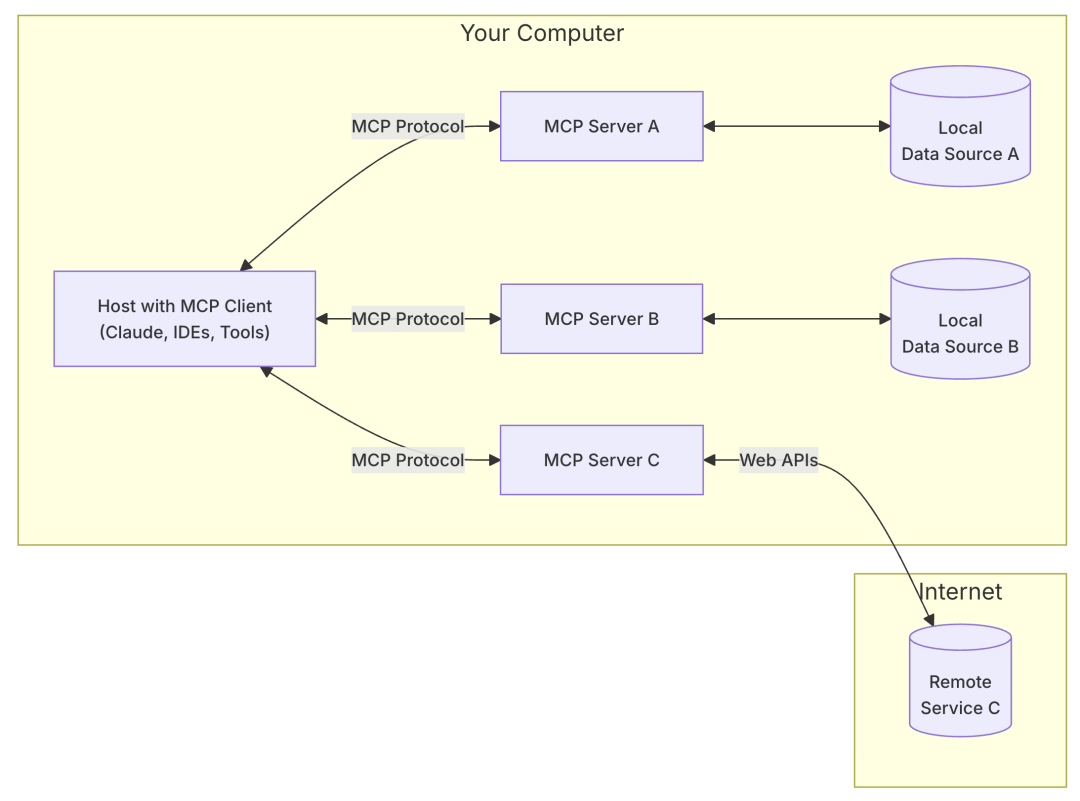 Your Computer
MCP Protocol
MCP Server A
Local
Data Source A
Host with MCP Client
(Claude, IDEs, Tools)
MCP Protocol
MCP Server B
Local
Data Source B
MCP Protocol
MCP Server C
Web APIs
Internet
Remote
Service C